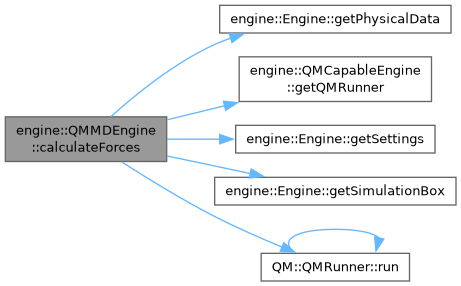 engine::Engine::getPhysicalData
engine::QMCapableEngine
::getQMRunner
engine::QMMDEngine
::calculateForces
engine::Engine::getSettings
engine::Engine::getSimulationBox
QM::QMRunner::run